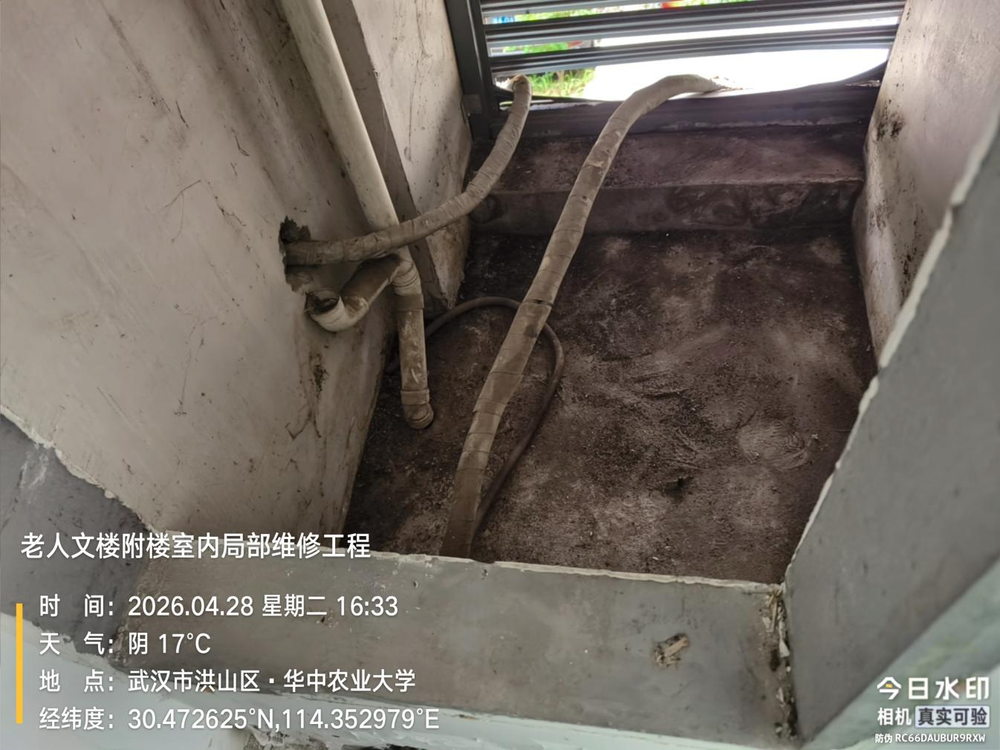 老人文楼附楼室内局部维修工程
时 间：2026.04.28 星期二 16:33
天 气：阴 17℃
地 点：武汉市洪山区·华中农业大学
经纬度：30.472625°N,114.352979°E
今日水印
相机 真实可验
防伪 RC66DAUBUR9RXW